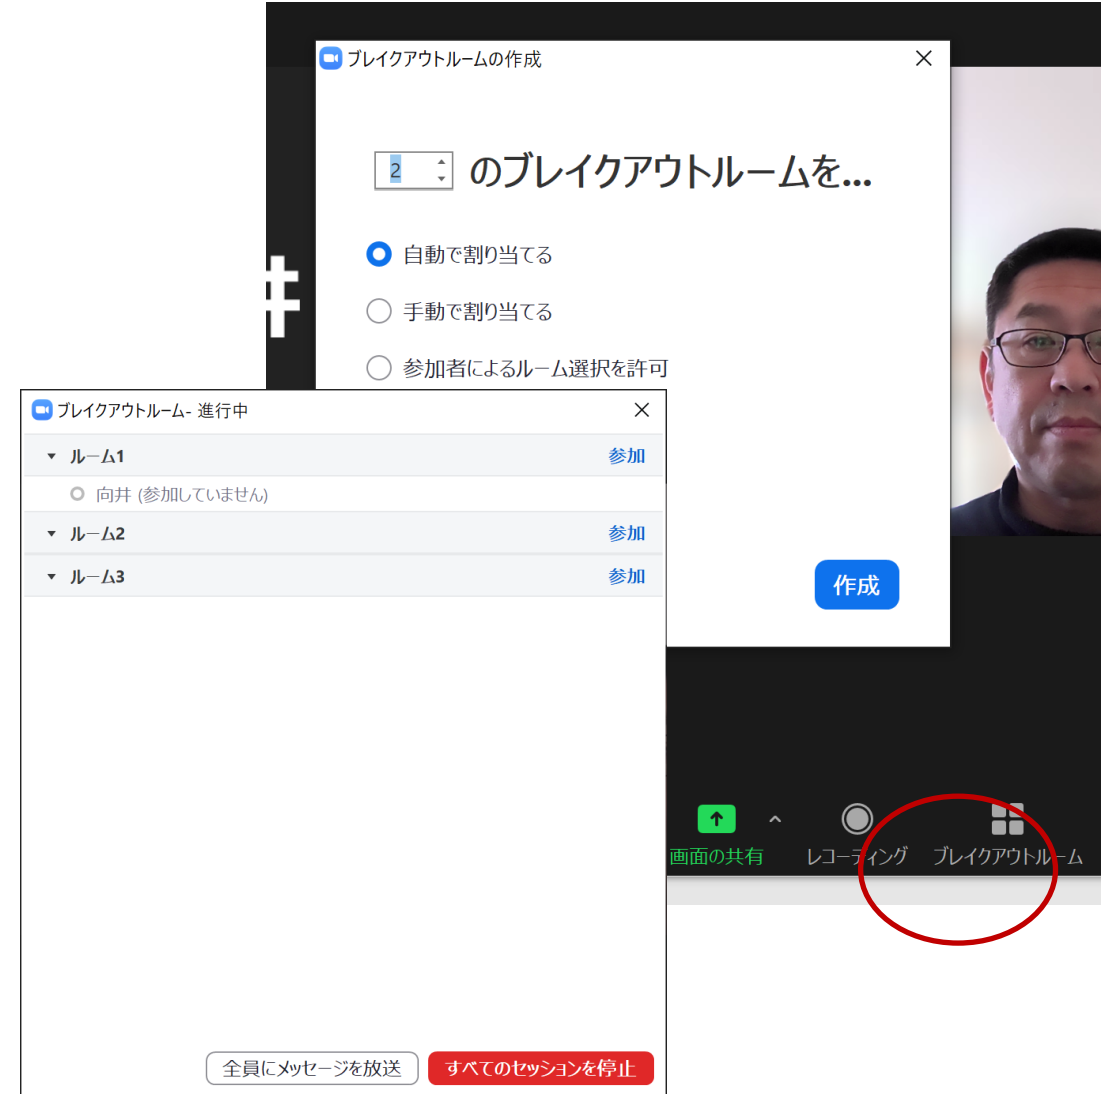 ブレイクアウトルームの作成
2 のブレイクアウトルームを...
自動で割り当てる
手動で割り当てる
参加者によるルーム選択を許可
作成
ブレイクアウトルーム- 進行中
ルーム1 参加
向井 (参加していません)
ルーム2 参加
ルーム3 参加
全員にメッセージを放送 すべてのセッションを停止
画面の共有 レコーディング ブレイクアウトルーム